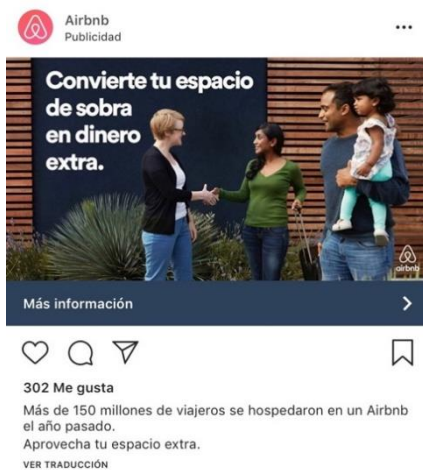 Airbnb
Publicidad
Convierte tu espacio
de sobra
en dinero
extra.
airbnb
Más información
302 Me gusta
Más de 150 millones de viajeros se hospedaron en un Airbnb
el año pasado.
Aprovecha tu espacio extra.
VER TRADUCCIÓN